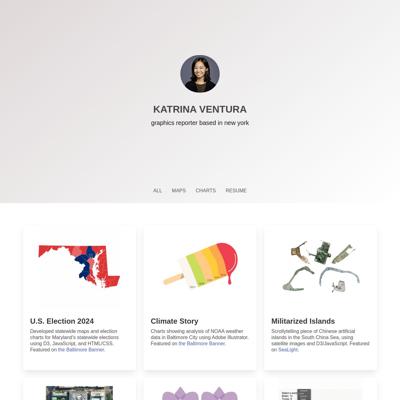 KATRINA VENTURA
graphics reporter based in new york
ALL MAPS CHARTS RESUME
U.S. Election 2024
Developed statewide maps and election
charts for Maryland's statewide elections
using D3, JavaScript, and HTML/CSS.
Featured on the Baltimore Banner.
Climate Story
Charts showing analysis of NOAA weather
data in Baltimore City using Adobe Illustrator.
Featured on the Baltimore Banner.
Militarized Islands
Scrollytelling piece of Chinese artificial
islands in the South China Sea, using
satellite images and D3/JavaScript. Featured
on SeaLight.